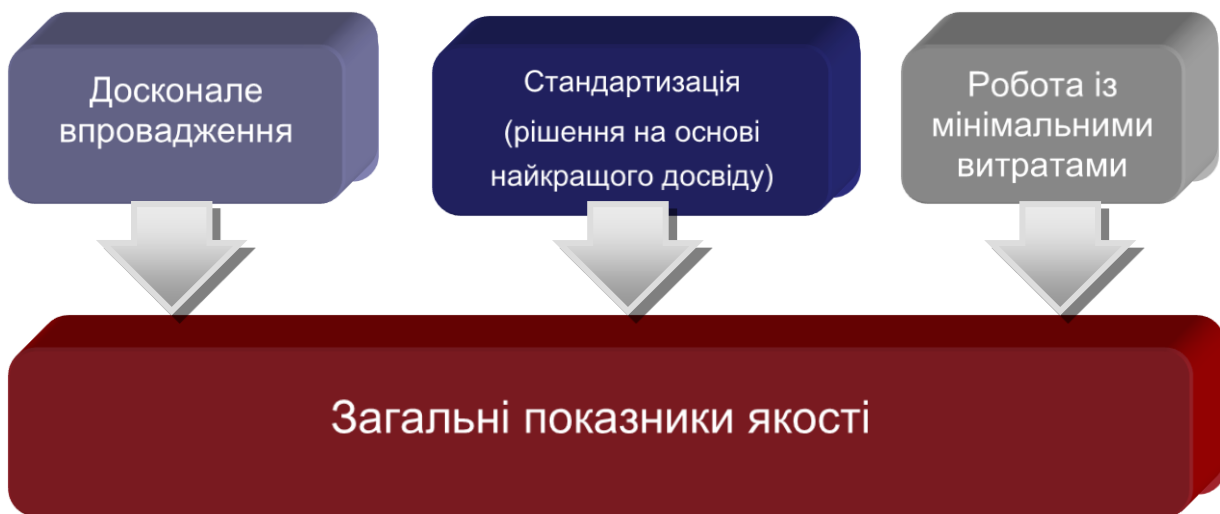 Досконале
впровадження
Стандартизація
(рішення на основі
найкращого досвіду)
Робота із
мінімальними
витратами
Загальні показники якості